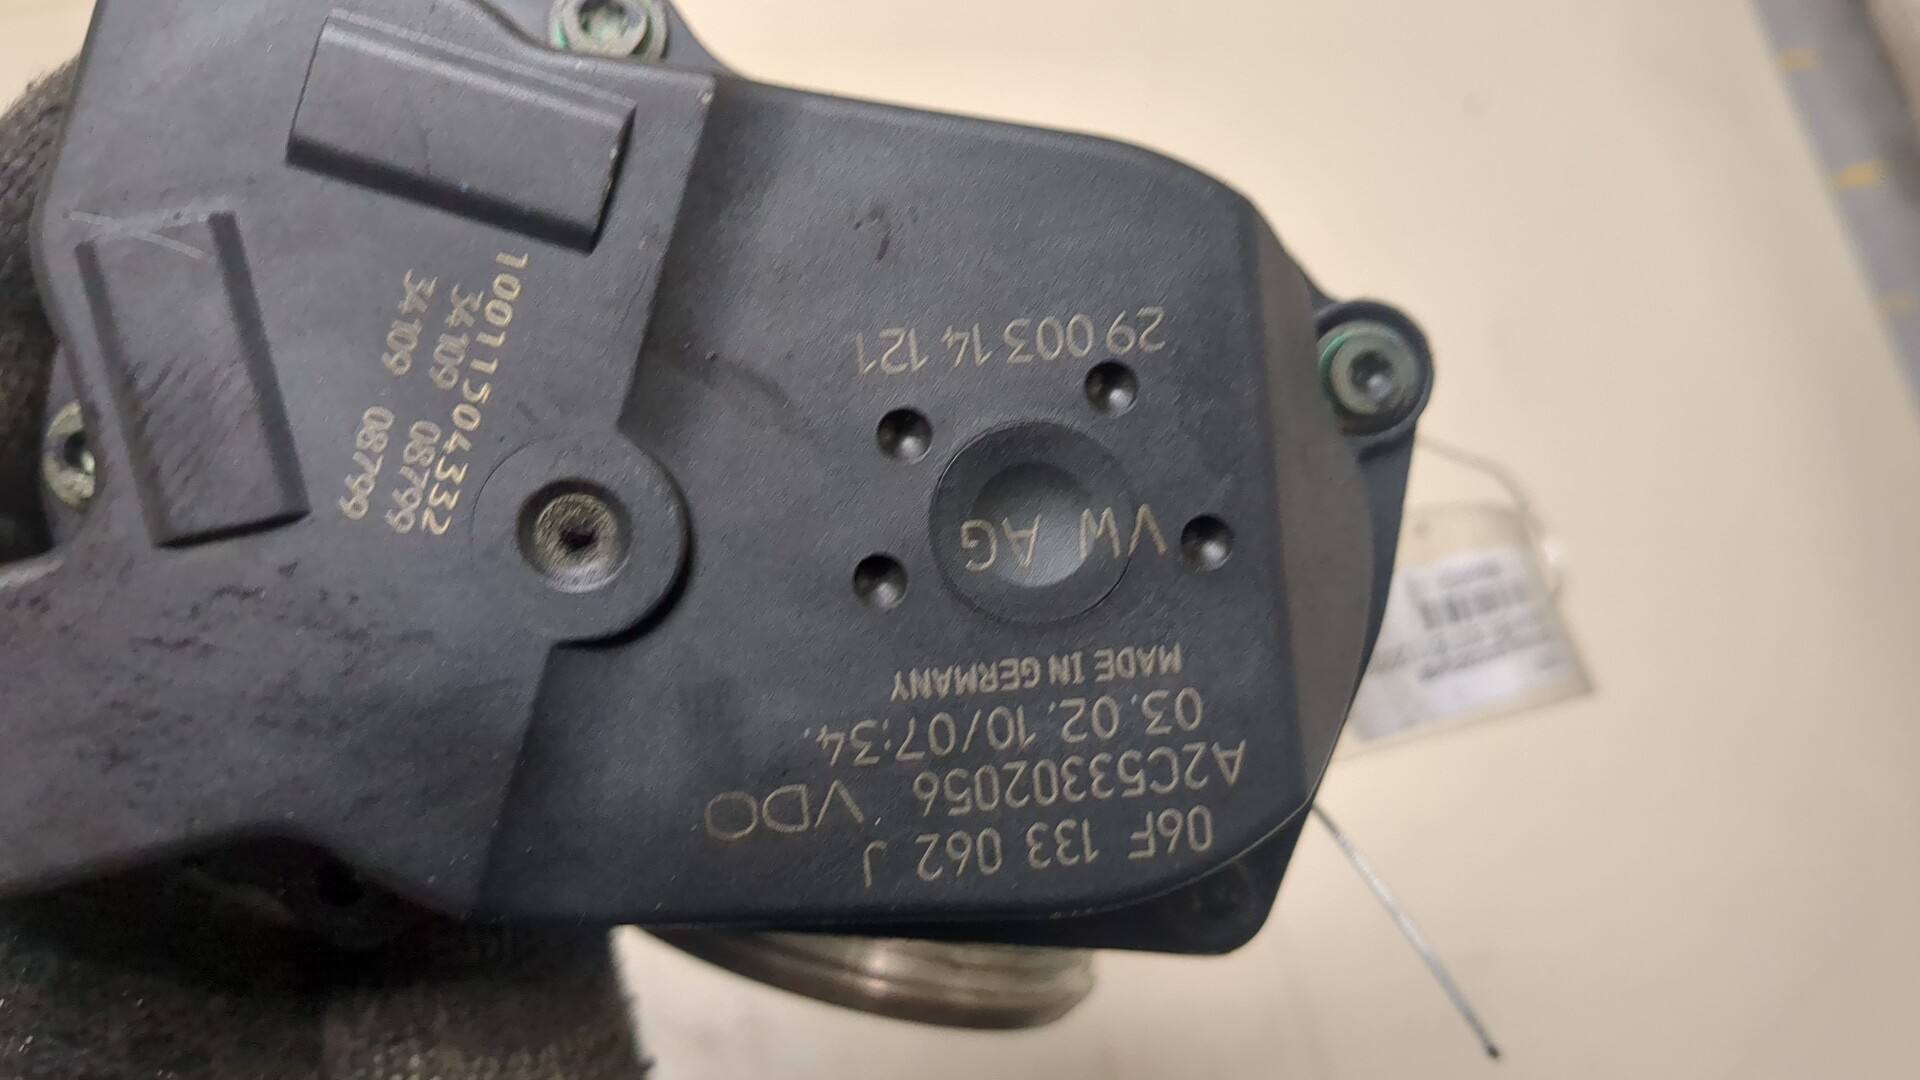 06F 133 062 J
A2C53302056 VDO
03.02.10/07:34.
MADE IN GERMANY
VW AG
29 003 14 121
10011504332
34109 08799
34109 08799